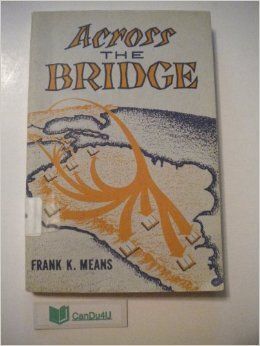 Across
THE
BRIDGE
FRANK K. MEANS
CanDu4U